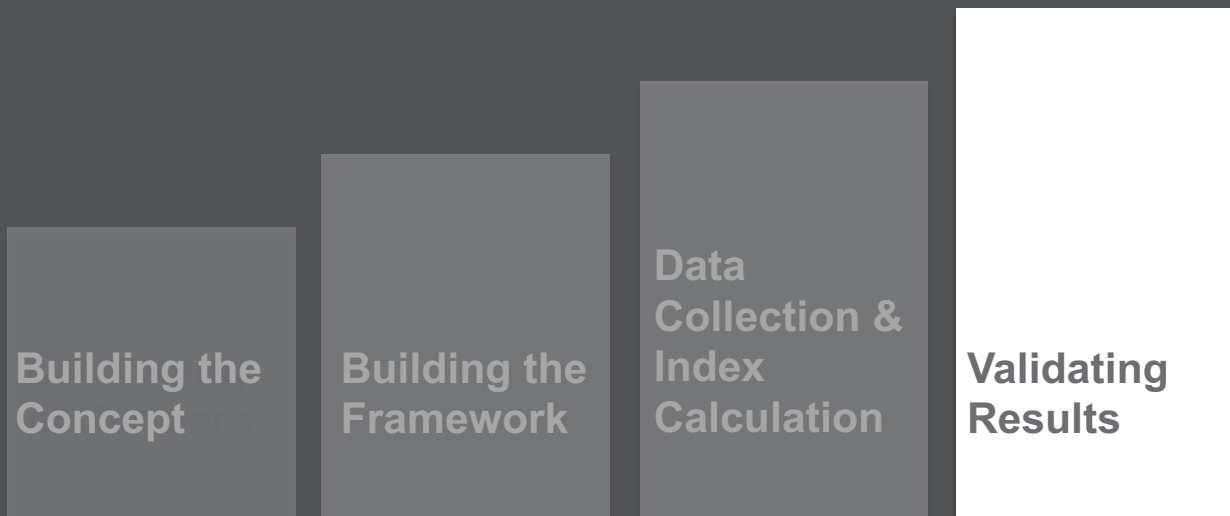 Building the
Concept
Building the
Framework
Data
Collection &
Index
Calculation
Validating
Results